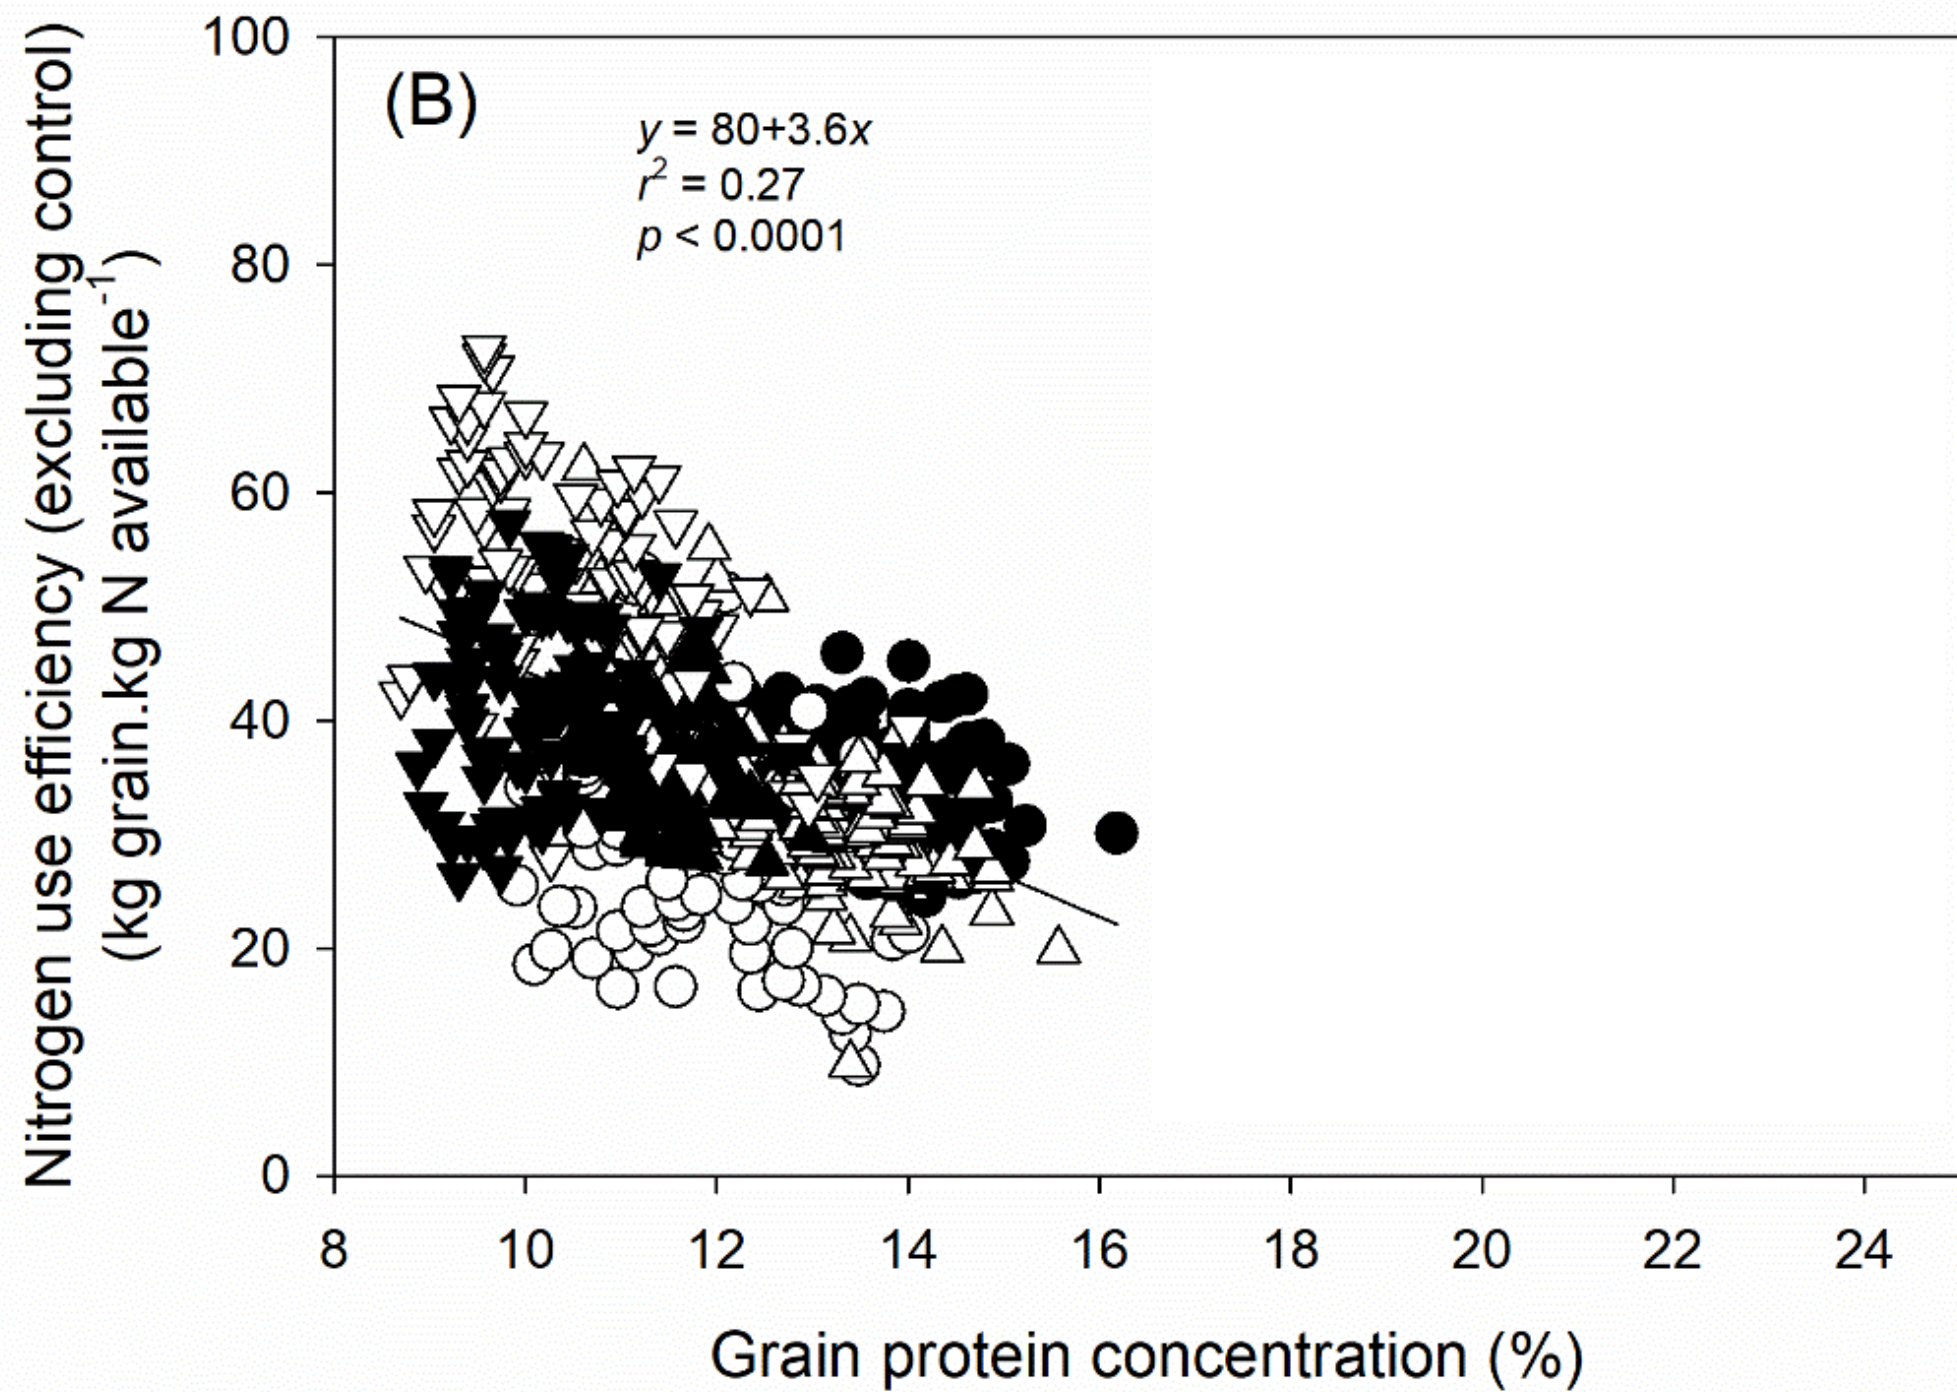 Nitrogen use efficiency (excluding control)
(kg grain.kg N available⁻¹)
100
80
60
40
20
0
(B)
y = 80+3.6x
r² = 0.27
p < 0.0001
8 10 12 14 16 18 20 22 24
Grain protein concentration (%)